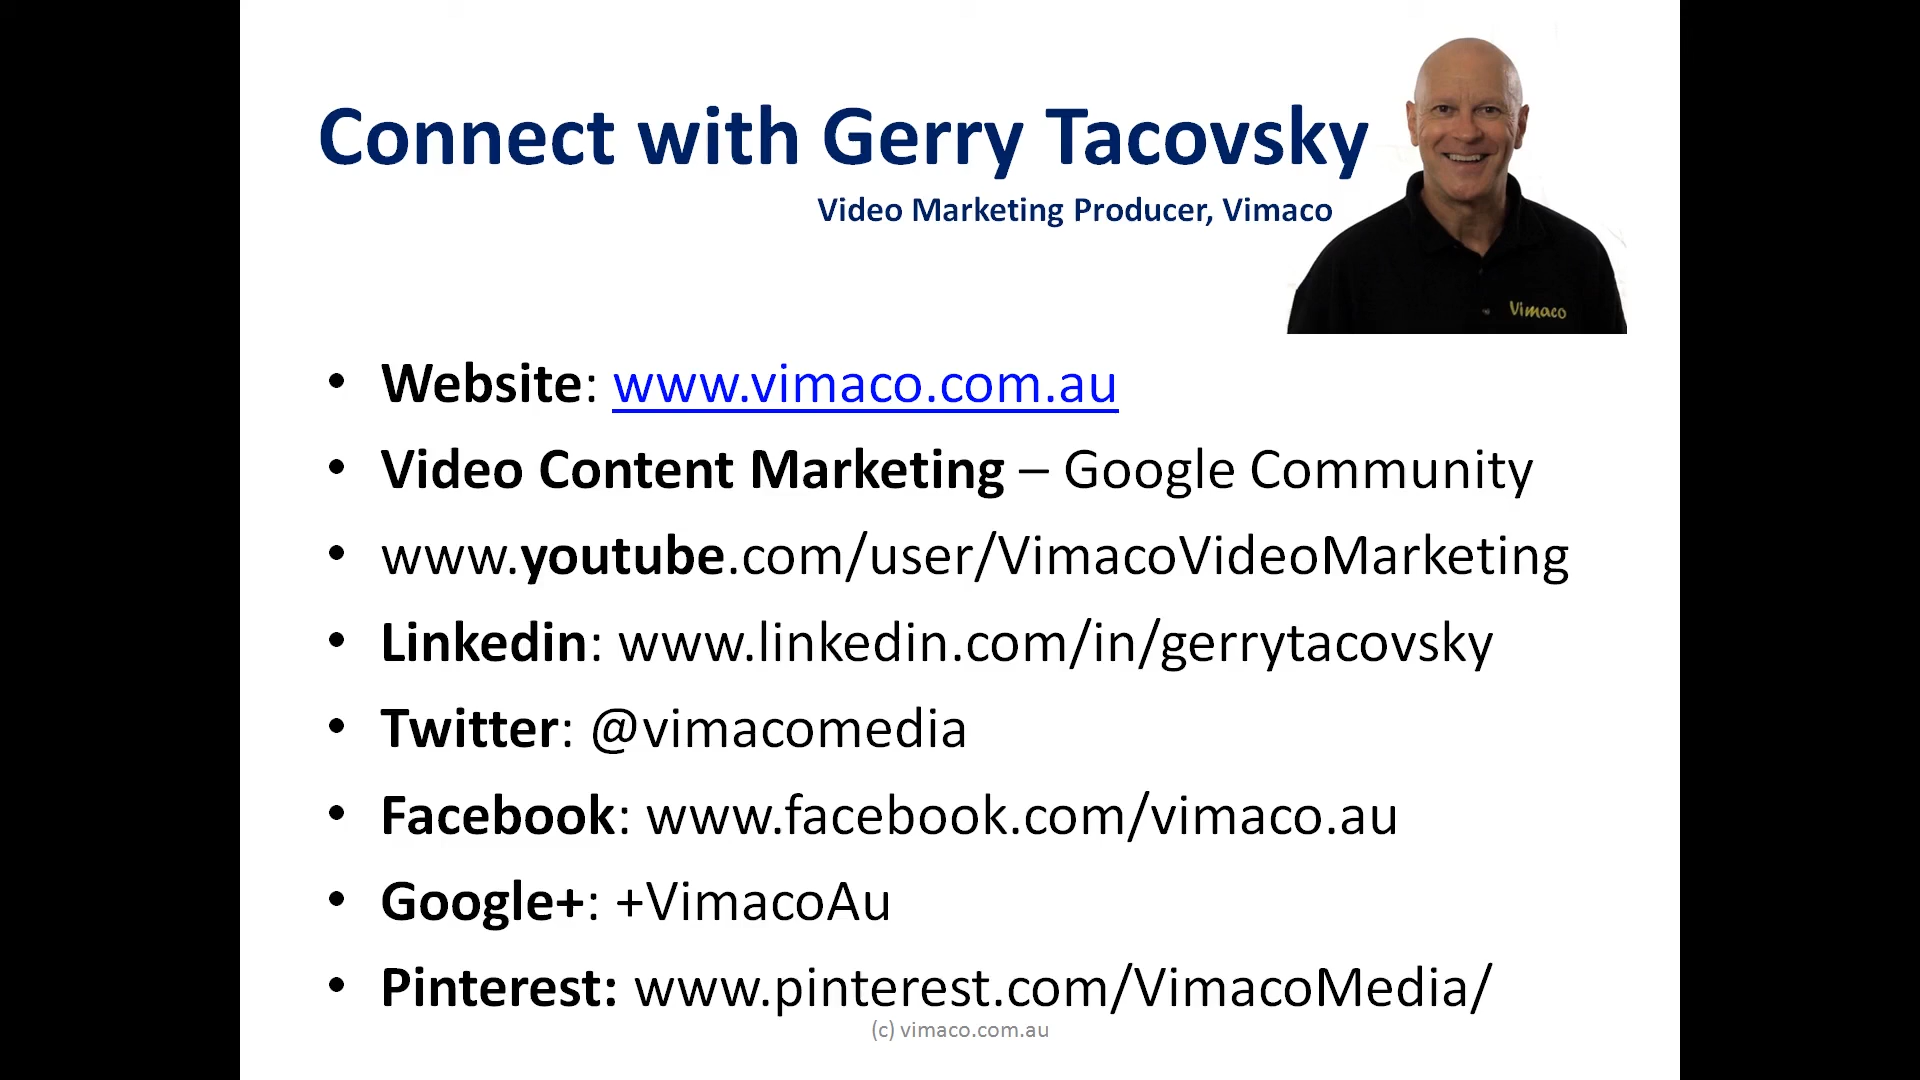 Connect with Gerry Tacovsky
Video Marketing Producer, Vimaco
Vimaco
• Website: www.vimaco.com.au
• Video Content Marketing – Google Community
• www.youtube.com/user/VimacoVideoMarketing
• Linkedin: www.linkedin.com/in/gerrytacovsky
• Twitter: @vimacomedia
• Facebook: www.facebook.com/vimaco.au
• Google+: +VimacoAu
• Pinterest: www.pinterest.com/VimacoMedia/
(c) vimaco.com.au